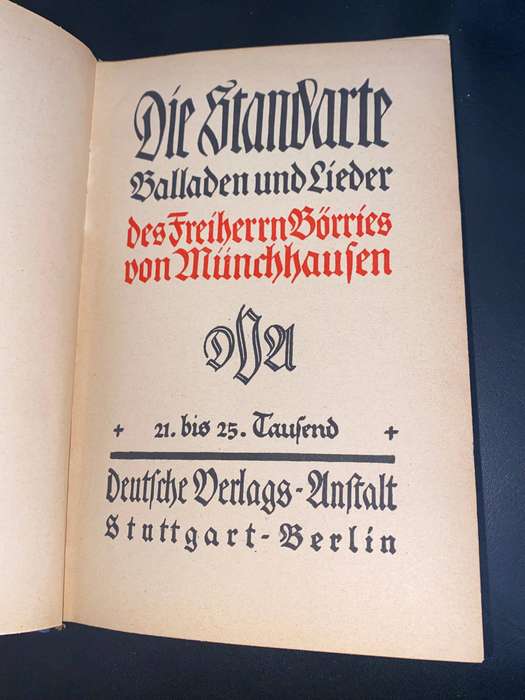 Die Standarte
Balladen und Lieder
des Freiherrn Börries
von Münchhausen
DVA
+ 21. bis 25. Tausend +
Deutsche Verlags-Anstalt
Stuttgart-Berlin